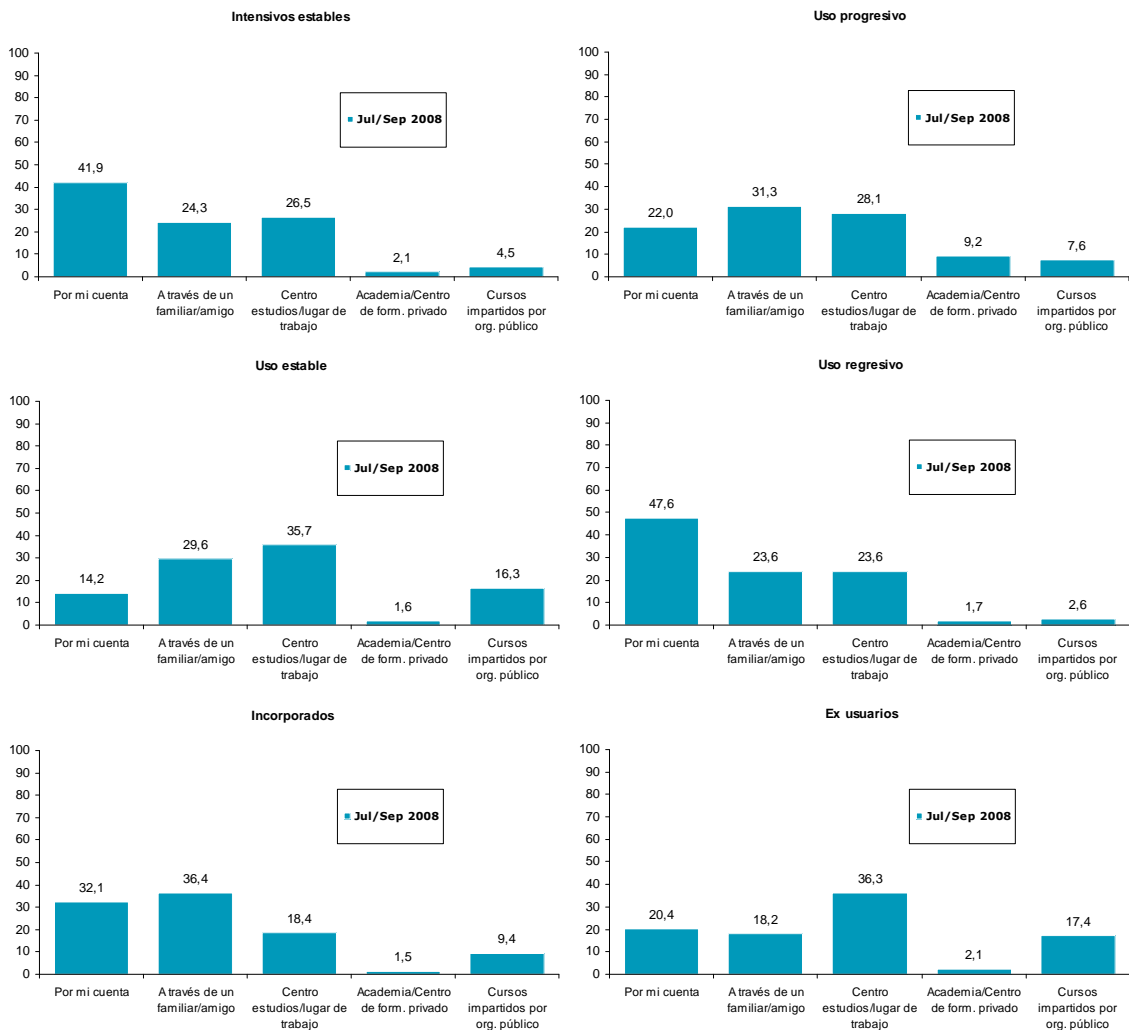 Intensivos estables
100
90
80
70
60
50
40
30
20
10
0
Jul/Sep 2008
41,9
24,3
26,5
2,1
4,5
Por mi cuenta
A través de un
familiar/amigo
Centro
estudios/lugar de
trabajo
Academia/Centro
de form. privado
Cursos
impartidos por
org. público
Uso progresivo
100
90
80
70
60
50
40
30
20
10
0
Jul/Sep 2008
22,0
31,3
28,1
9,2
7,6
Por mi cuenta
A través de un
familiar/amigo
Centro
estudios/lugar de
trabajo
Academia/Centro
de form. privado
Cursos
impartidos por
org. público
Uso estable
100
90
80
70
60
50
40
30
20
10
0
Jul/Sep 2008
14,2
29,6
35,7
1,6
16,3
Por mi cuenta
A través de un
familiar/amigo
Centro
estudios/lugar de
trabajo
Academia/Centro
de form. privado
Cursos
impartidos por
org. público
Uso regresivo
100
90
80
70
60
50
40
30
20
10
0
Jul/Sep 2008
47,6
23,6
23,6
1,7
2,6
Por mi cuenta
A través de un
familiar/amigo
Centro
estudios/lugar de
trabajo
Academia/Centro
de form. privado
Cursos
impartidos por
org. público
Incorporados
100
90
80
70
60
50
40
30
20
10
0
Jul/Sep 2008
32,1
36,4
18,4
1,5
9,4
Por mi cuenta
A través de un
familiar/amigo
Centro
estudios/lugar de
trabajo
Academia/Centro
de form. privado
Cursos
impartidos por
org. público
Ex usuarios
100
90
80
70
60
50
40
30
20
10
0
Jul/Sep 2008
20,4
18,2
36,3
2,1
17,4
Por mi cuenta
A través de un
familiar/amigo
Centro
estudios/lugar de
trabajo
Academia/Centro
de form. privado
Cursos
impartidos por
org. público